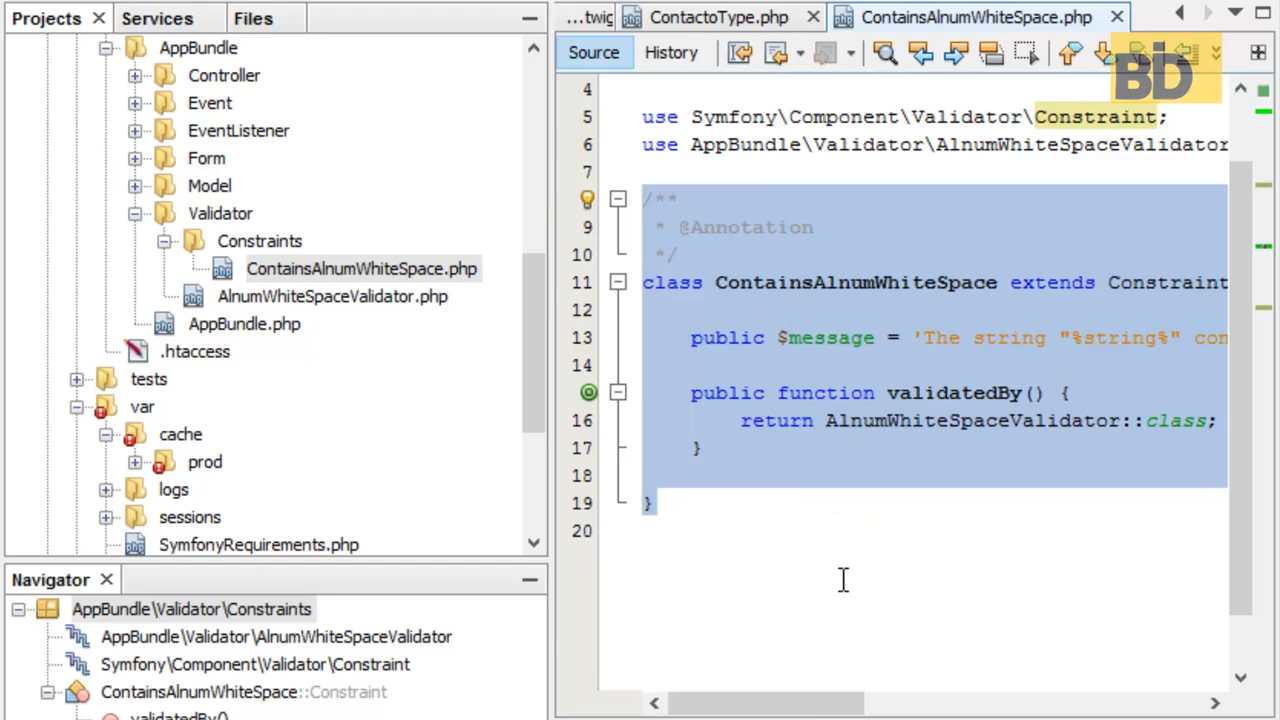 Projects
Services
Files
AppBundle
Controller
Event
EventListener
Form
Model
Validator
Constraints
ContainsAlnumWhiteSpace.php
AlnumWhiteSpaceValidator.php
AppBundle.php
.htaccess
tests
var
cache
prod
logs
sessions
SymfonyRequirements.php
Navigator
AppBundle\Validator\Constraints
AppBundle\Validator\AlnumWhiteSpaceValidator
Symfony\Component\Validator\Constraint
ContainsAlnumWhiteSpace::Constraint
validatedBy()
...twig
ContactoType.php
ContainsAlnumWhiteSpace.php
Source
History
BID
4
5 use Symfony\Component\Validator\Constraint;
6 use AppBundle\Validator\AlnumWhiteSpaceValidator
7
/**
9 * @Annotation
10 */
11 class ContainsAlnumWhiteSpace extends Constraint
12
13 public $message = 'The string "%string%" con
14
public function validatedBy() {
16 return AlnumWhiteSpaceValidator::class;
17 }
18
19 }
20